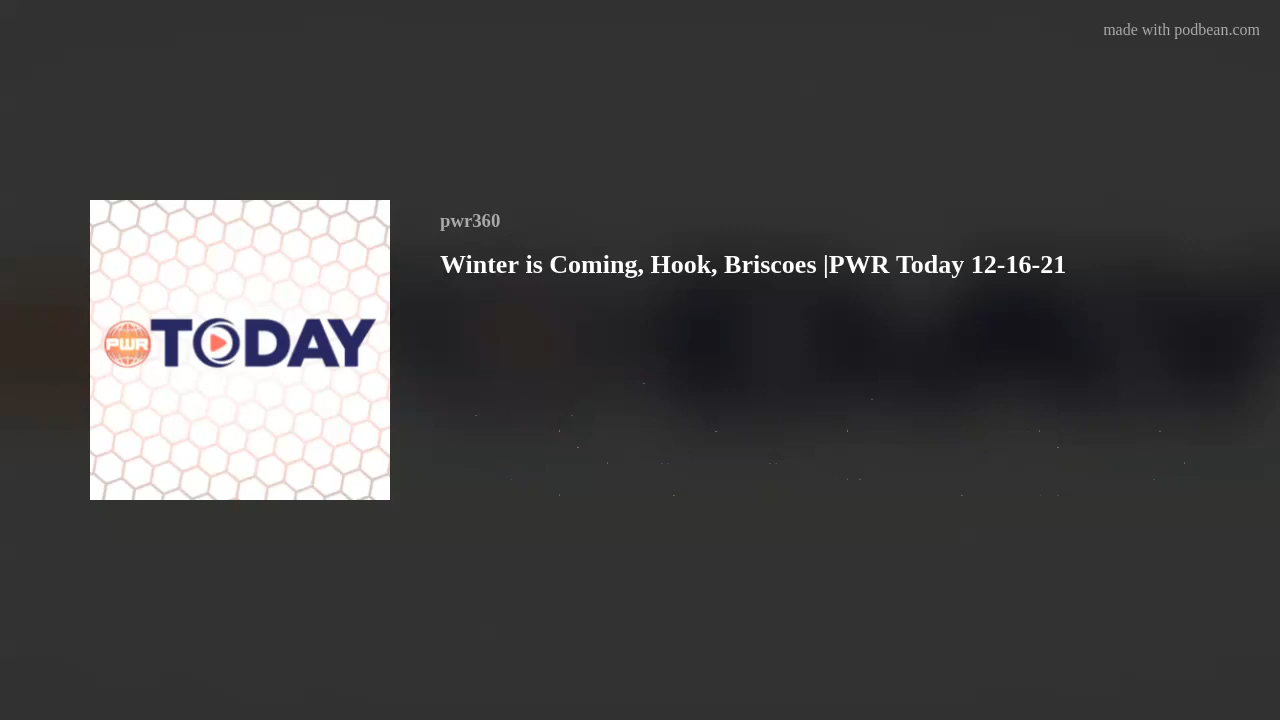 made with podbean.com
pwr360
Winter is Coming, Hook, Briscoes |PWR Today 12-16-21
PWR TODAY